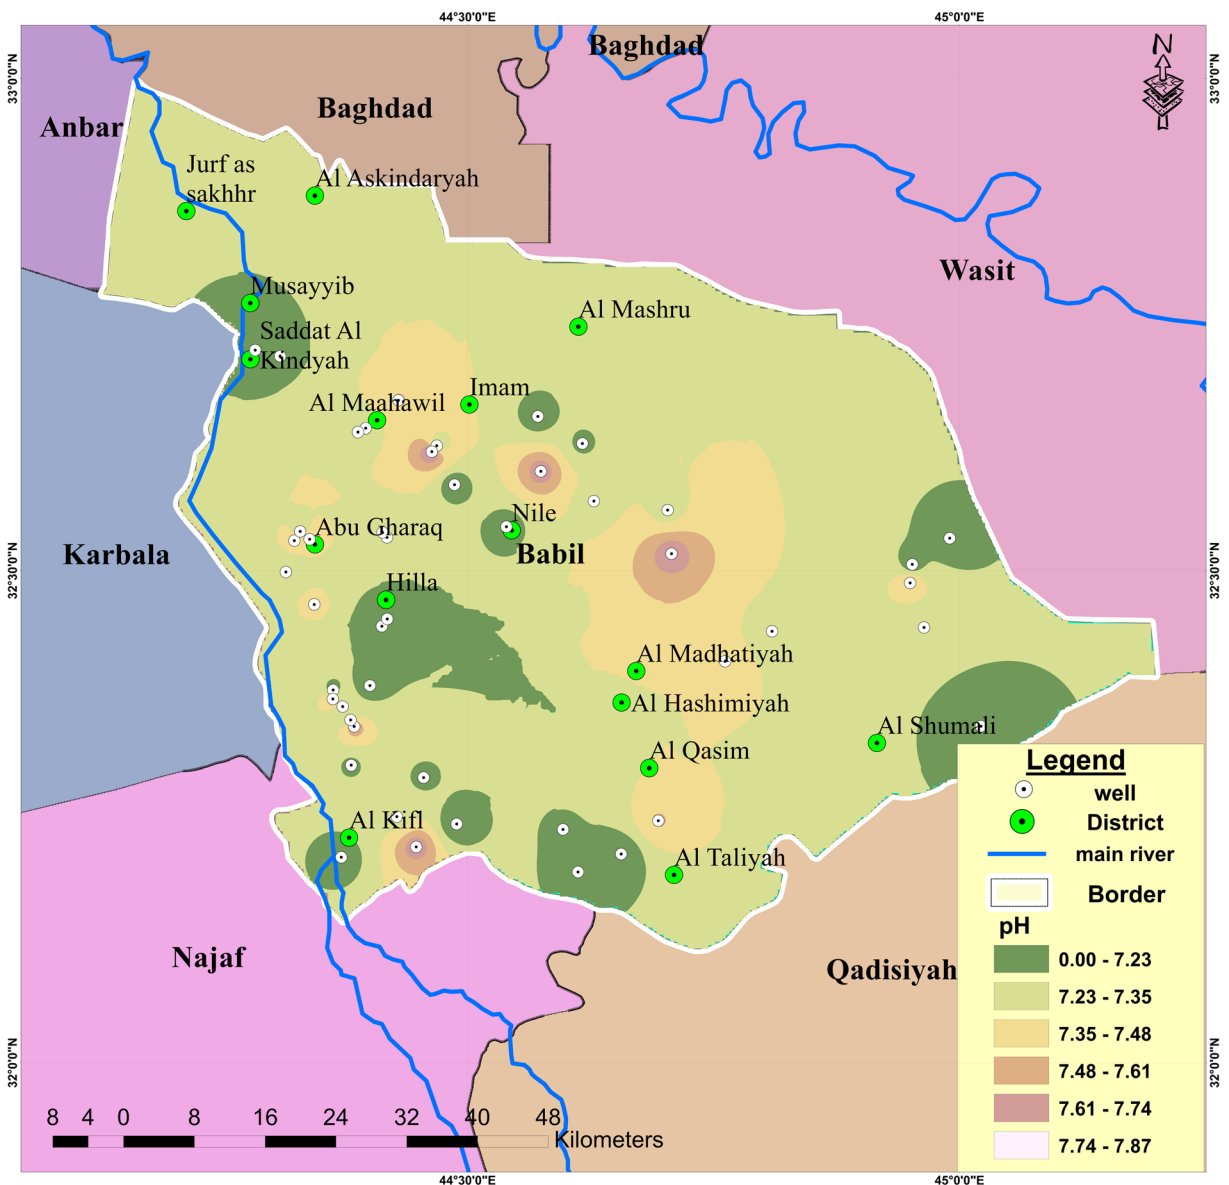 44°30'0"E
45°0'0"E
33°0'0"N
33°0'0"N
N
Baghdad
Baghdad
Anbar
Jurf as
sakhhr
Al Askindaryah
Wasit
Musayyib
Al Mashru
Saddat Al
Kindyah
Imam
Al Maahawil
Nile
Abu Gharaq
Karbala
Babil
32°30'0"N
32°30'0"N
Hilla
Al Madhatiyah
Al Hashimiyah
Al Shumali
Al Qasim
Al Kifl
Al Taliyah
Najaf
Qadisiyah
Legend
well
District
main river
Border
pH
0.00 - 7.23
7.23 - 7.35
7.35 - 7.48
7.48 - 7.61
7.61 - 7.74
7.74 - 7.87
32°0'0"N
32°0'0"N
8 4 0 8 16 24 32 40 48
Kilometers
44°30'0"E
45°0'0"E